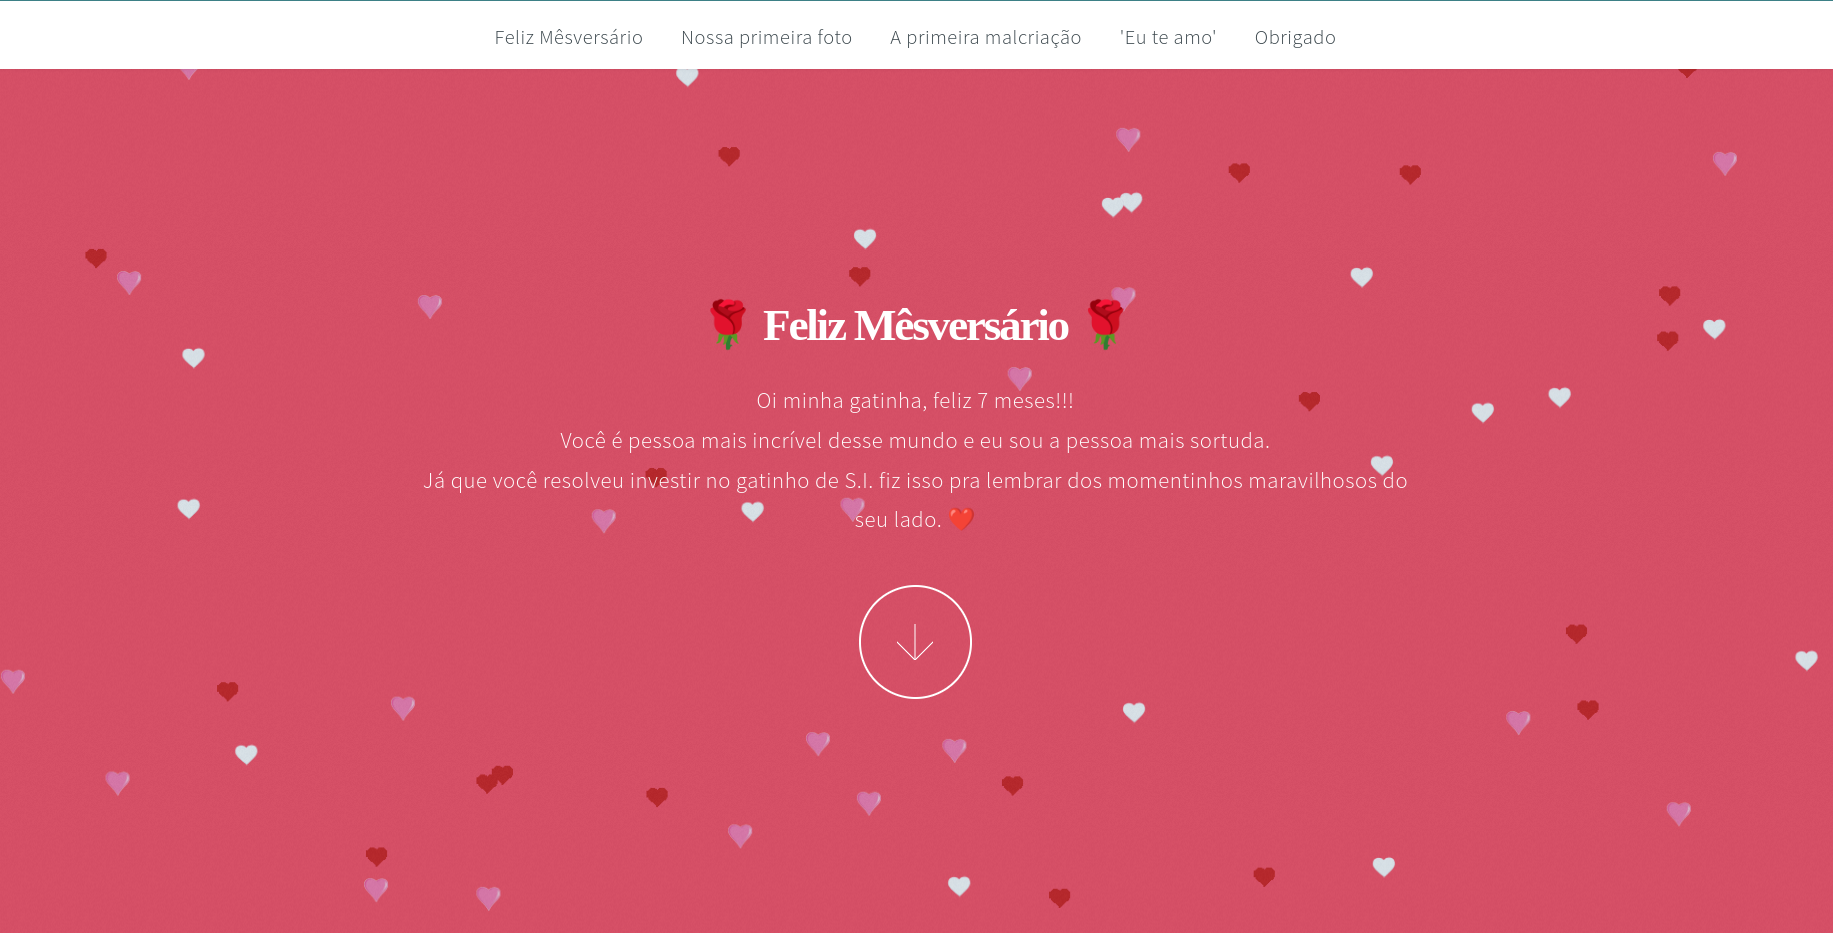 Feliz Mêsversário Nossa primeira foto A primeira malcriação 'Eu te amo' Obrigado
🌹 Feliz Mêsversário 🌹
Oi minha gatinha, feliz 7 meses!!!
Você é pessoa mais incrível desse mundo e eu sou a pessoa mais sortuda.
Já que você resolveu investir no gatinho de S.I. fiz isso pra lembrar dos momentinhos maravilhosos do
seu lado. ❤️